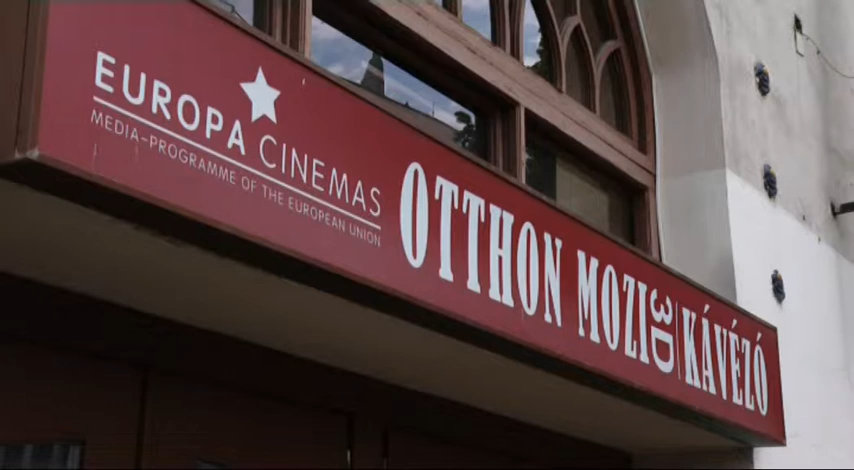 EUROPA CINEMAS
MEDIA-PROGRAMME OF THE EUROPEAN UNION
OTTHON MOZI 3D KÁVÉZÓ